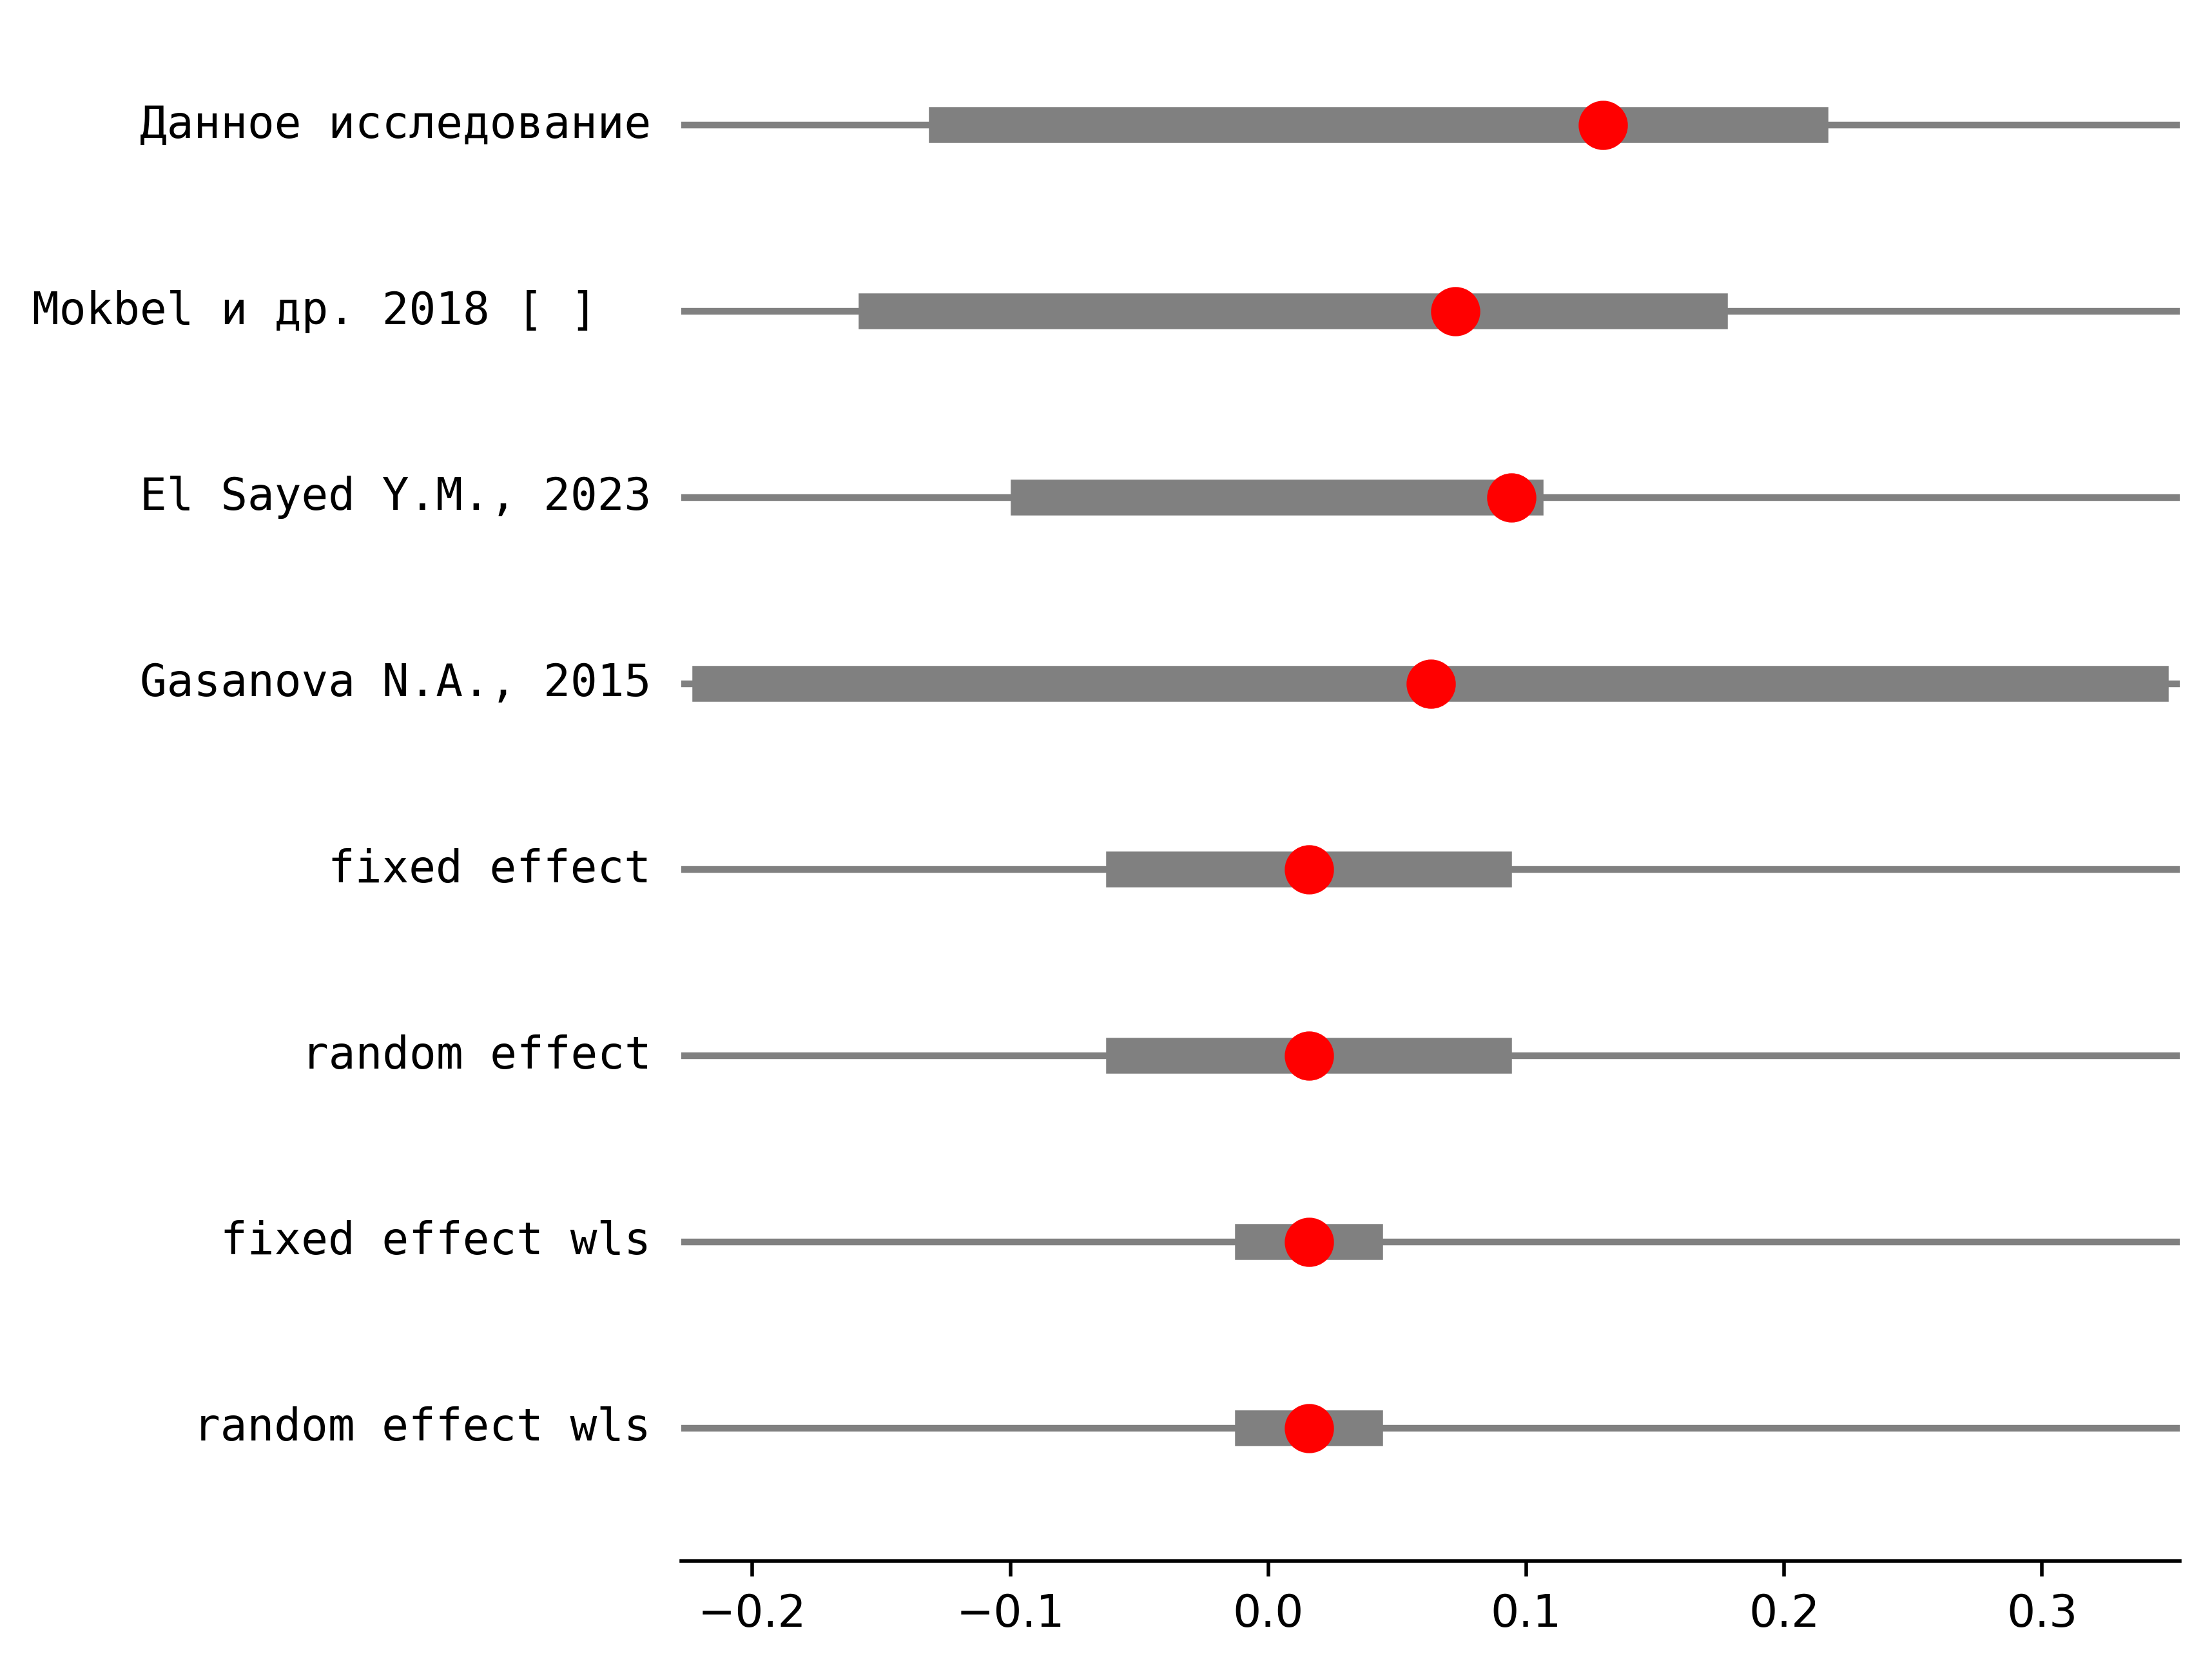 Данное исследование
Mokbel и др. 2018 [ ]
El Sayed Y.M., 2023
Gasanova N.A., 2015
fixed effect
random effect
fixed effect wls
random effect wls
−0.2 −0.1 0.0 0.1 0.2 0.3